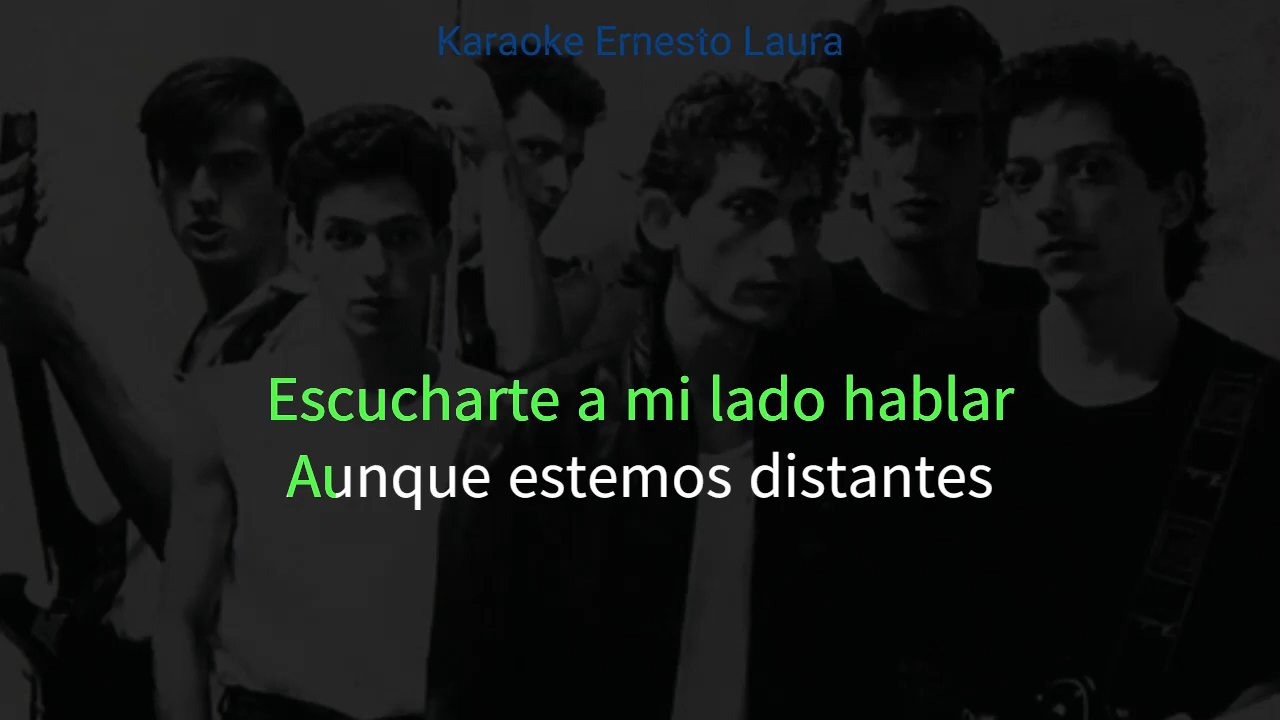 Karaoke Ernesto Laura
Escucharte a mi lado hablar
Aunque estemos distantes